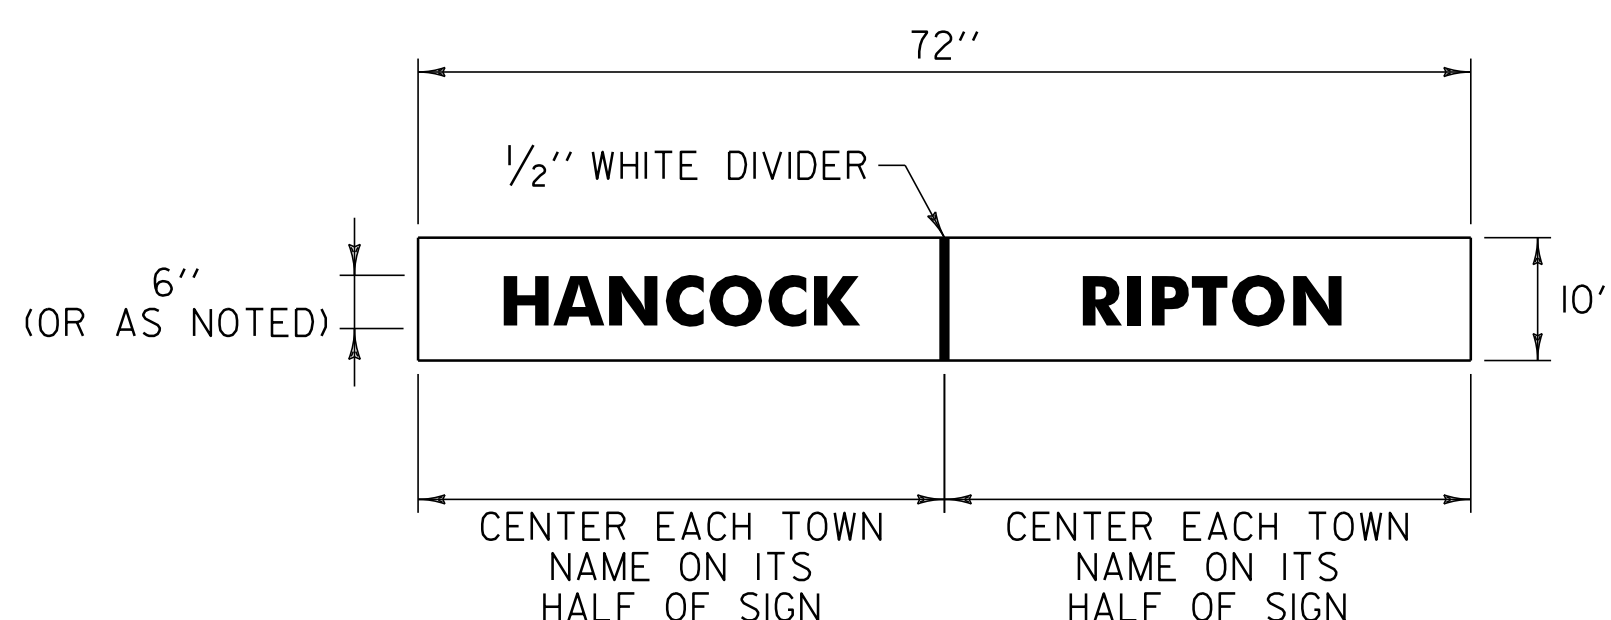 72''
1/2'' WHITE DIVIDER
HANCOCK RIPTON
6''
(OR AS NOTED)
10'
CENTER EACH TOWN
NAME ON ITS
HALF OF SIGN
CENTER EACH TOWN
NAME ON ITS
HALF OF SIGN